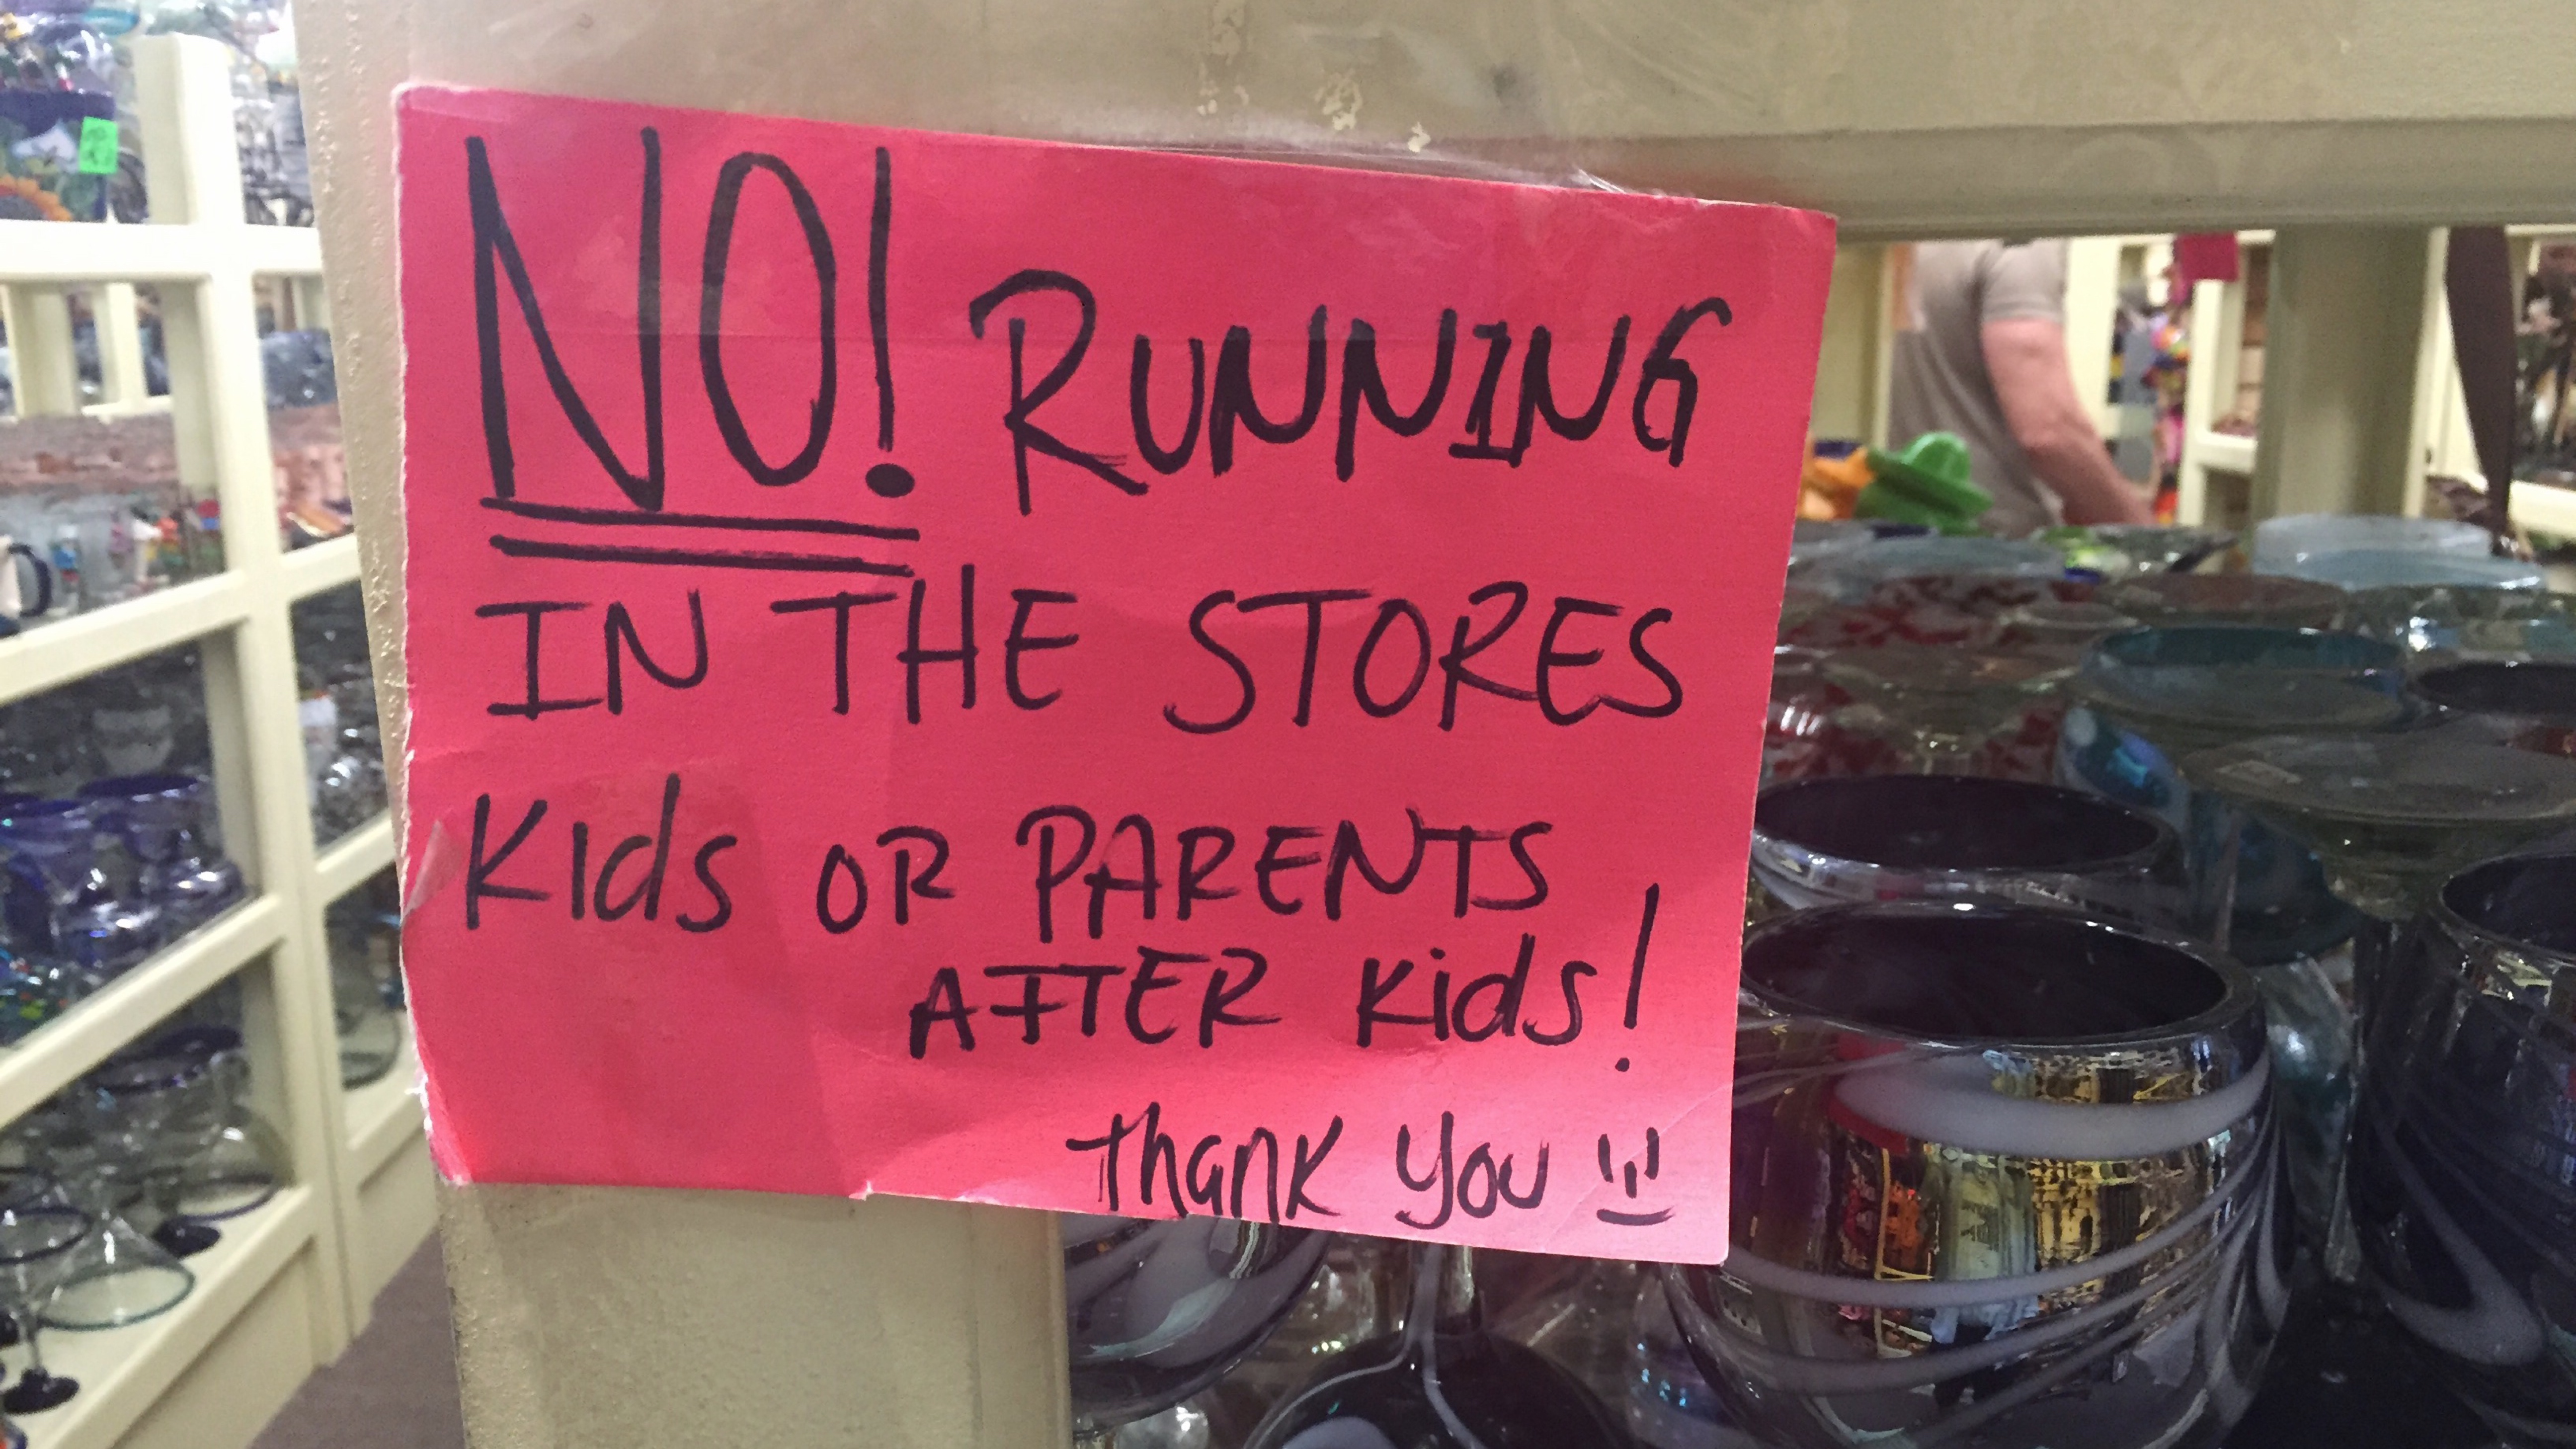 NO! RUNNING
IN THE STORES
Kids OR PARENTS
AFTER Kids!
Thank you